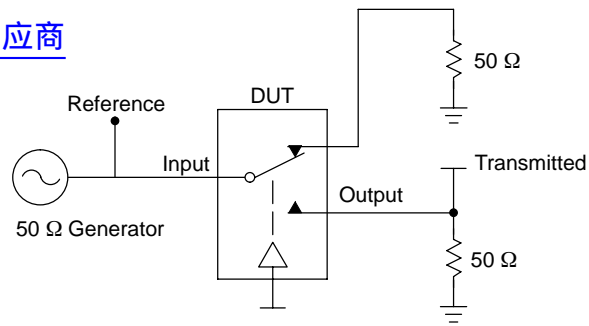 应商
50 Ω
Reference
DUT
Input
Transmitted
Output
50 Ω Generator
50 Ω